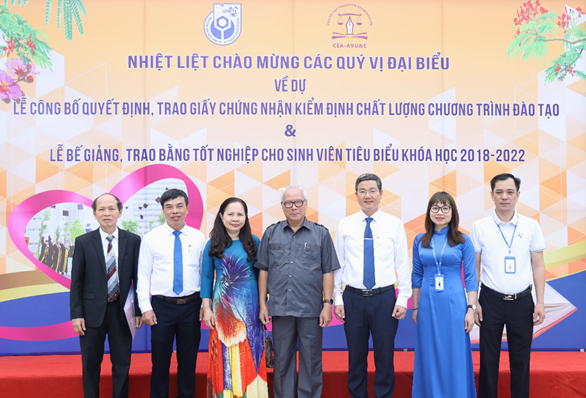 CEA-AVU&C
NHIỆT LIỆT CHÀO MỪNG CÁC QUÝ VỊ ĐẠI BIỂU
VỀ DỰ
LỄ CÔNG BỐ QUYẾT ĐỊNH, TRAO GIẤY CHỨNG NHẬN KIỂM ĐỊNH CHẤT LƯỢNG CHƯƠNG TRÌNH ĐÀO TẠO
&
LỄ BẾ GIẢNG, TRAO BẰNG TỐT NGHIỆP CHO SINH VIÊN TIÊU BIỂU KHÓA HỌC 2018-2022